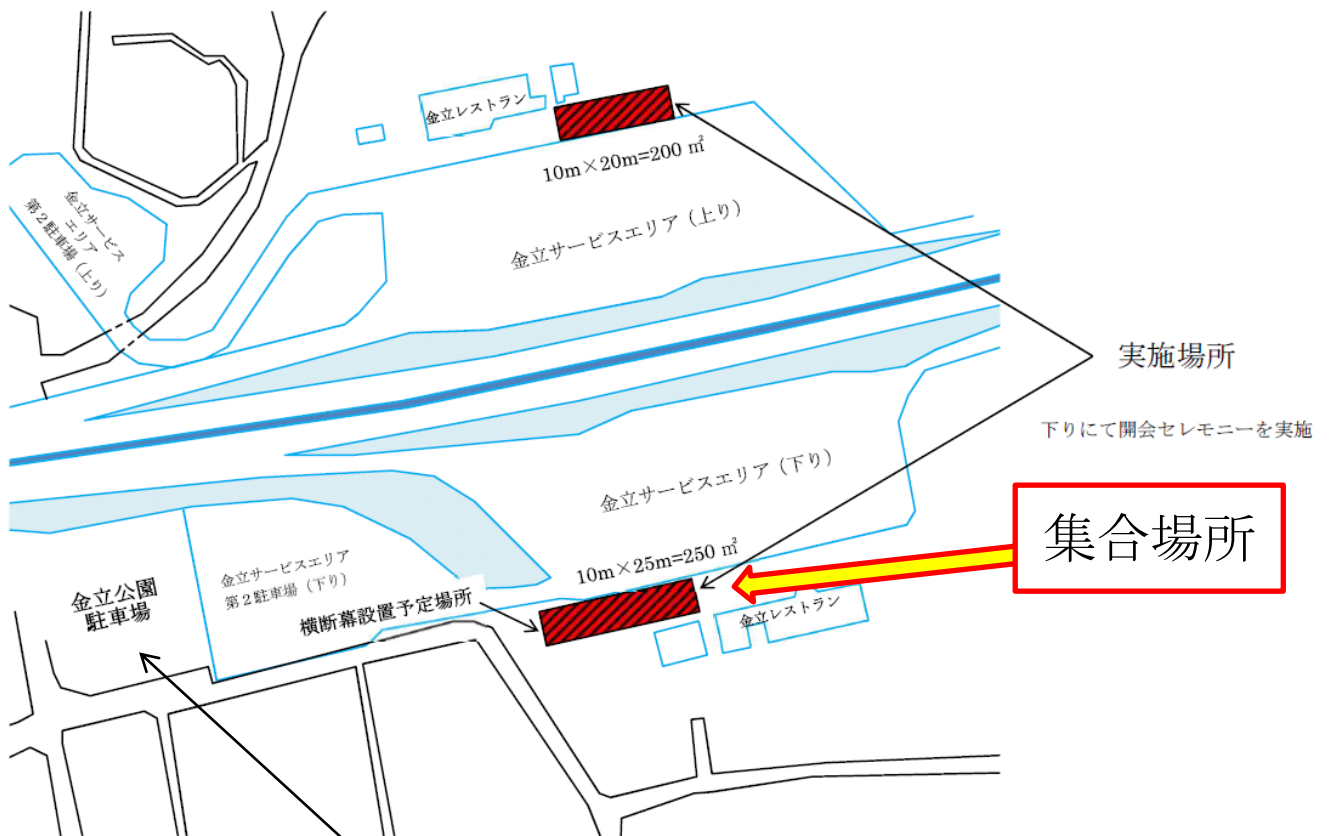 金立レストラン
10m×20m=200 ㎡
金立サービス
エリア
第２駐車場（上り）
金立サービスエリア（上り）
実施場所
下りにて開会セレモニーを実施
金立サービスエリア（下り）
集合場所
10m×25m=250 ㎡
金立サービスエリア
第２駐車場（下り）
金立公園
駐車場
横断幕設置予定場所
金立レストラン